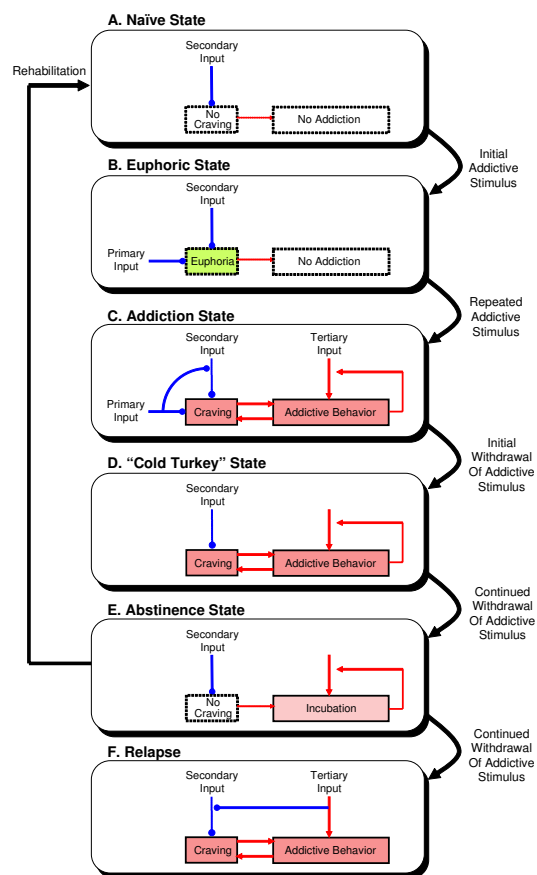 A. Naïve State
Rehabilitation
Secondary
Input
No
Craving
No Addiction
Initial
Addictive
Stimulus
B. Euphoric State
Secondary
Input
Primary
Input
Euphoria
No Addiction
Repeated
Addictive
Stimulus
C. Addiction State
Secondary
Input
Tertiary
Input
Primary
Input
Craving
Addictive Behavior
Initial
Withdrawal
Of Addictive
Stimulus
D. “Cold Turkey” State
Secondary
Input
Craving
Addictive Behavior
Continued
Withdrawal
Of Addictive
Stimulus
E. Abstinence State
Secondary
Input
No
Craving
Incubation
Continued
Withdrawal
Of Addictive
Stimulus
F. Relapse
Secondary
Input
Tertiary
Input
Craving
Addictive Behavior